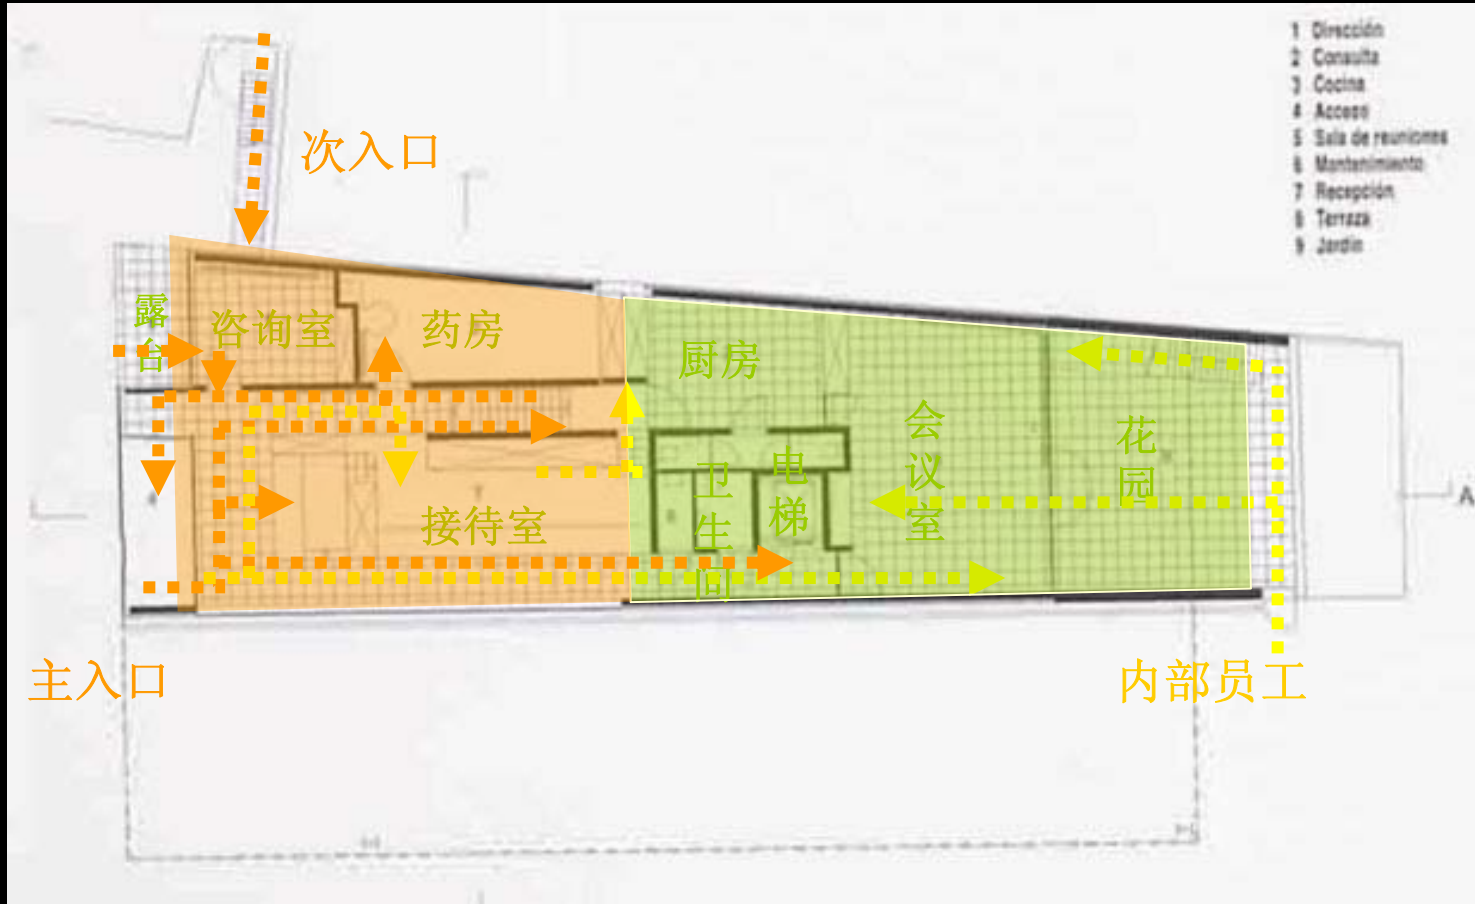 1 Dirección
2 Consulta
3 Cocina
4 Acceso
5 Sala de reuniones
6 Mantenimiento
7 Recepción
8 Terraza
9 Jardín
次入口
露台
咨询室
药房
厨房
会议室
花园
卫生间
电梯
接待室
A
主入口
内部员工